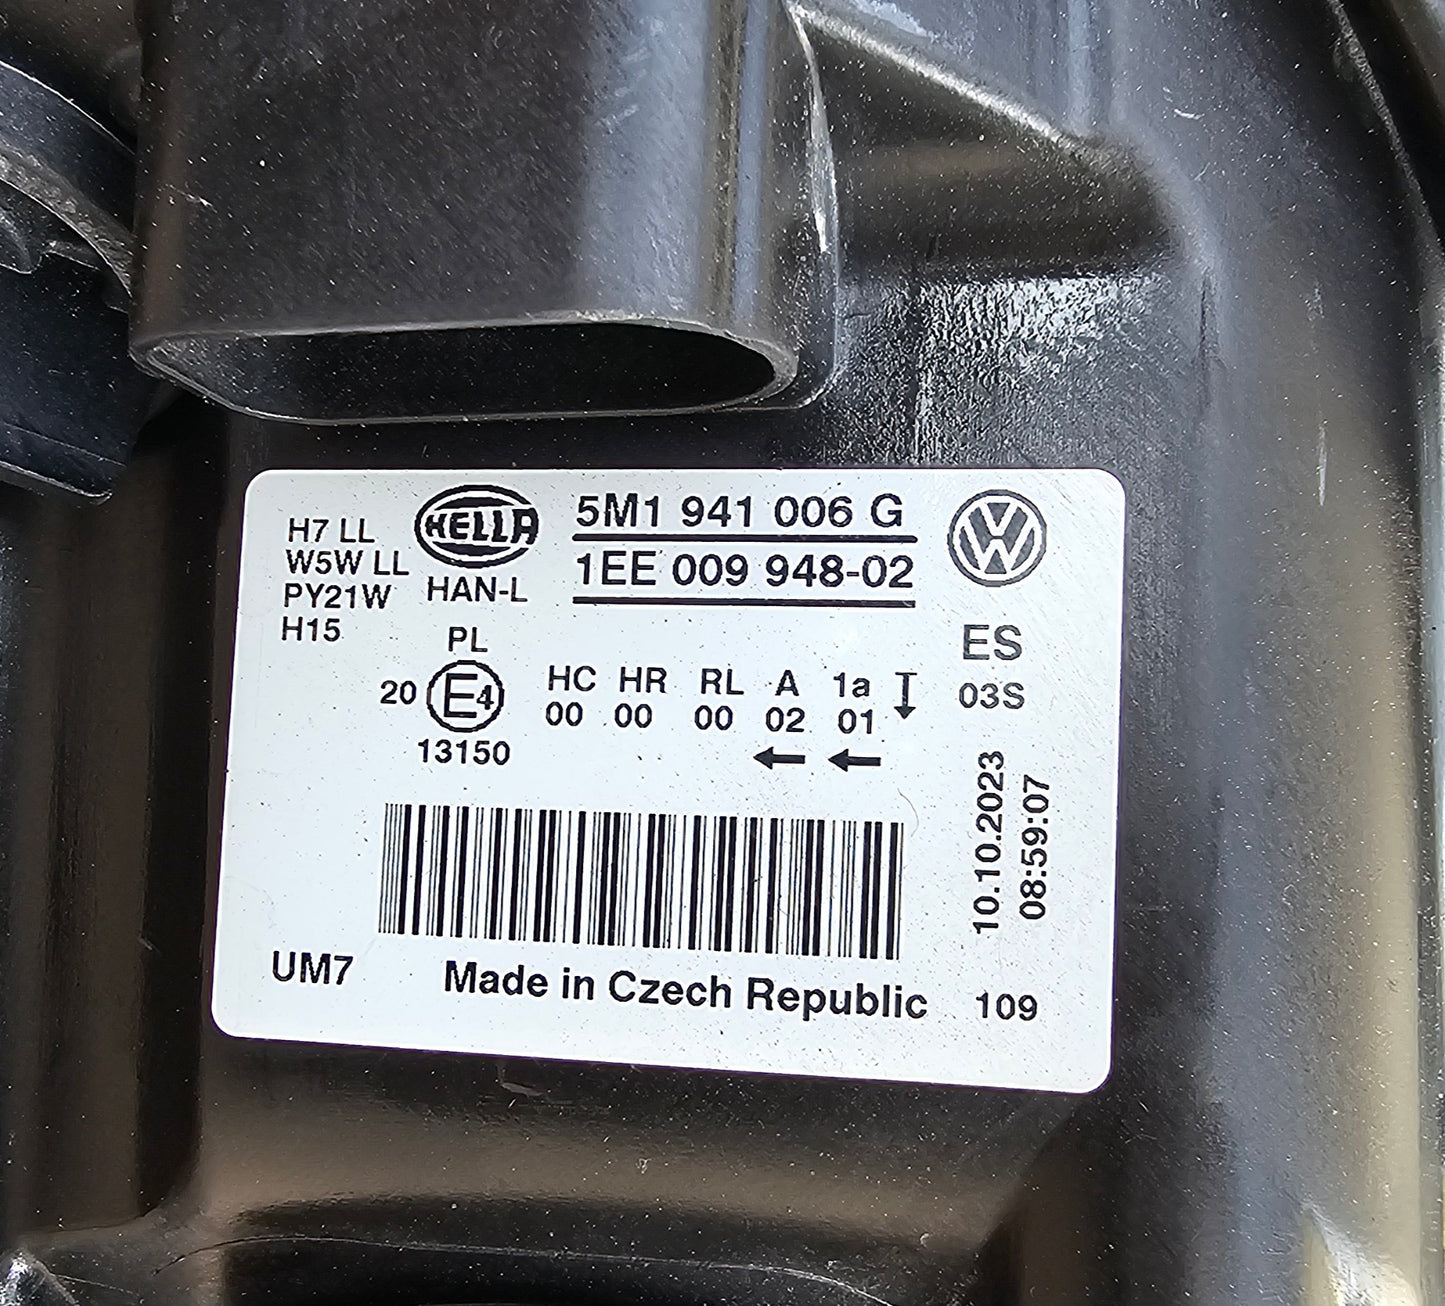 H7 LL
W5W LL
PY21W
H15
HELLA
HAN-L
5M1 941 006 G
1EE 009 948-02
VW
PL
20 E4
13150
HC HR RL A 1a
00 00 00 02 01
ES
03S
10.10.2023
08:59:07
UM7 Made in Czech Republic 109